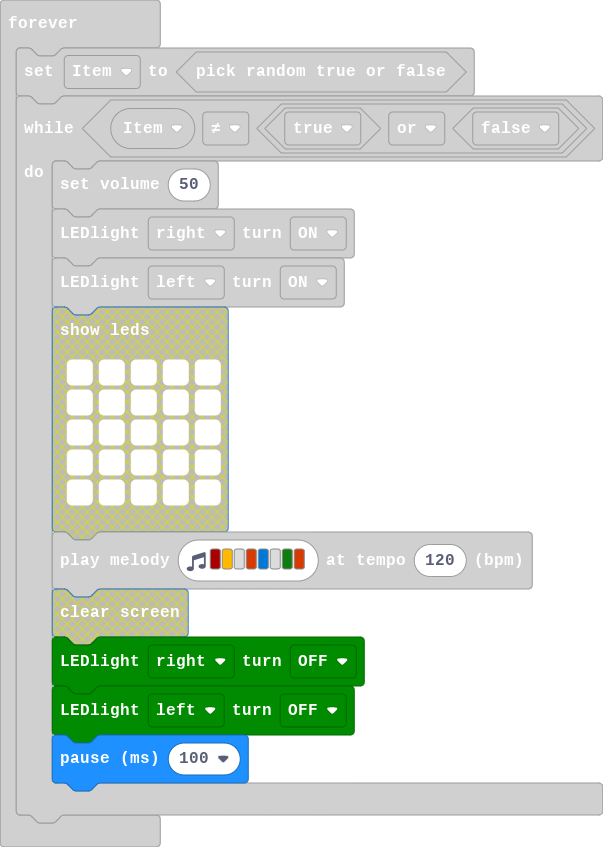 forever
set Item to pick random true or false
while Item ≠ true or false
do
set volume 50
LEDlight right turn ON
LEDlight left turn ON
show leds
play melody at tempo 120 (bpm)
clear screen
LEDlight right turn OFF
LEDlight left turn OFF
pause (ms) 100